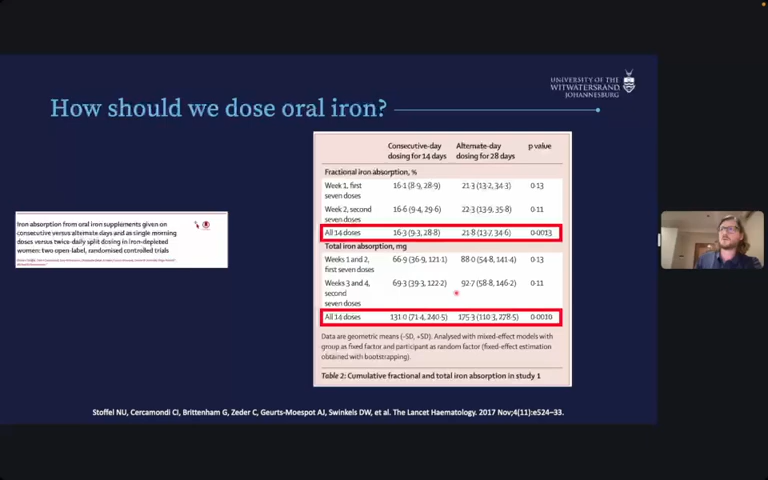 UNIVERSITY OF THE
WITWATERSRAND,
JOHANNESBURG
How should we dose oral iron?
Iron absorption from oral iron supplements given on
consecutive versus alternate days and as single morning
doses versus twice-daily split dosing in iron-depleted
women: two open-label, randomised controlled trials
Consecutive-day dosing for 14 days Alternate-day dosing for 28 days p value
Fractional iron absorption, %
Week 1, first seven doses 16·1 (8·9, 28·9) 21·3 (13·2, 34·3) 0·13
Week 2, second seven doses 16·6 (9·4, 29·6) 22·3 (13·9, 35·8) 0·11
All 14 doses 16·3 (9·3, 28·8) 21·8 (13·7, 34·6) 0·0013
Total iron absorption, mg
Weeks 1 and 2, first seven doses 66·9 (36·9, 121·1) 88·0 (54·8, 141·4) 0·13
Weeks 3 and 4, second seven doses 69·3 (39·3, 122·2) 92·7 (58·8, 146·2) 0·11
All 14 doses 131·0 (71·4, 240·5) 175·3 (110·3, 278·5) 0·0010
Data are geometric means (–SD, +SD). Analysed with mixed-effect models with
group as fixed factor and participant as random factor (fixed-effect estimation
obtained with bootstrapping).
Table 2: Cumulative fractional and total iron absorption in study 1
Stoffel NU, Cercamondi CI, Brittenham G, Zeder C, Geurts-Moespot AJ, Swinkels DW, et al. The Lancet Haematology. 2017 Nov;4(11):e524–33.